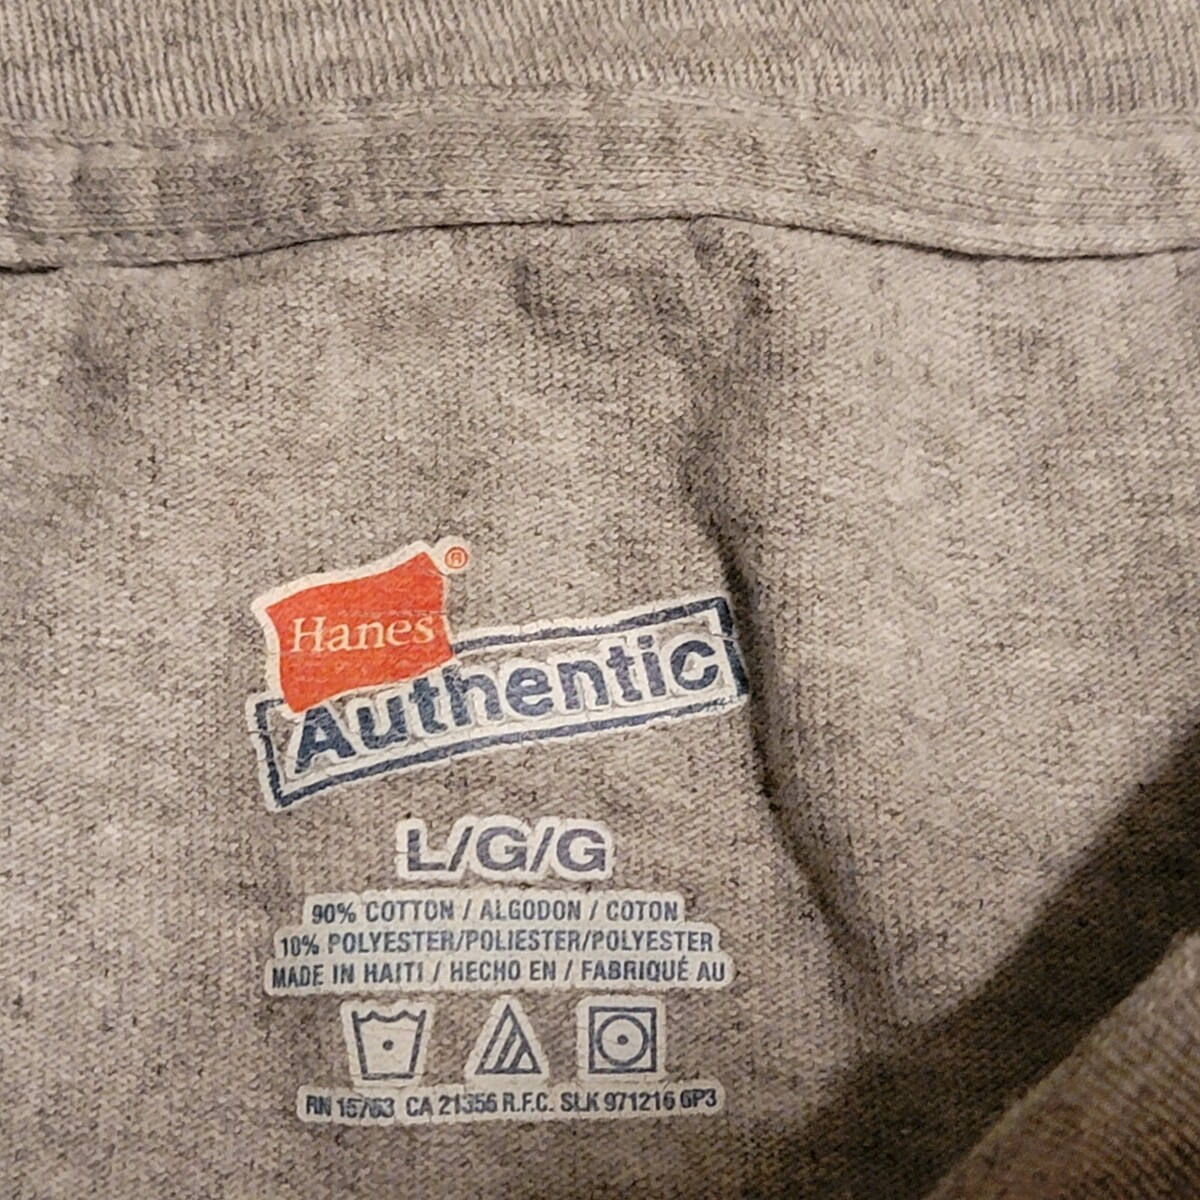 Hanes®
Authentic
L/G/G
90% COTTON / ALGODON / COTON
10% POLYESTER/POLIESTER/POLYESTER
MADE IN HAITI / HECHO EN / FABRIQUÉ AU
RN 15763 CA 21356 R.F.C. SLK 971216 6P3